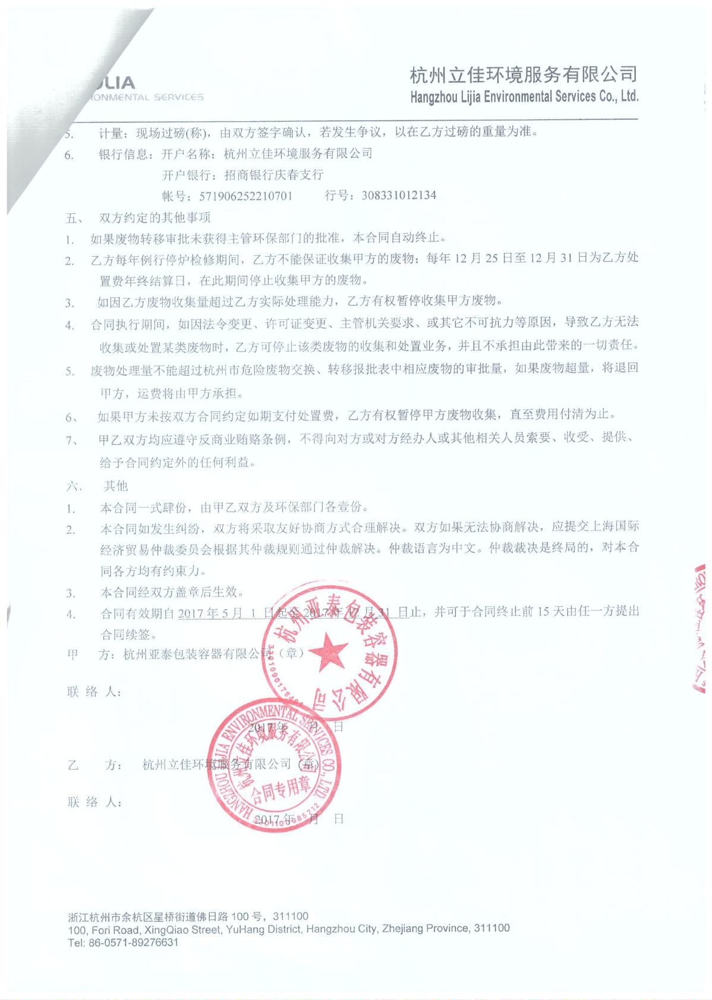 OLIA
RONMENTAL SERVICES
杭州立佳环境服务有限公司
Hangzhou Lijia Environmental Services Co., Ltd.
5. 计量：现场过磅(称)，由双方签字确认，若发生争议，以在乙方过磅的重量为准。
6. 银行信息：开户名称：杭州立佳环境服务有限公司
开户银行：招商银行庆春支行
帐号：571906252210701 行号：308331012134
五、 双方约定的其他事项
1. 如果废物转移审批未获得主管环保部门的批准，本合同自动终止。
2. 乙方每年例行停炉检修期间，乙方不能保证收集甲方的废物；每年 12 月 25 日至 12 月 31 日为乙方处
置费年终结算日，在此期间停止收集甲方的废物。
3. 如因乙方废物收集量超过乙方实际处理能力，乙方有权暂停收集甲方废物。
4. 合同执行期间，如因法令变更、许可证变更、主管机关要求、或其它不可抗力等原因，导致乙方无法
收集或处置某类废物时，乙方可停止该类废物的收集和处置业务，并且不承担由此带来的一切责任。
5. 废物处理量不能超过杭州市危险废物交换、转移报批表中相应废物的审批量，如果废物超量，将退回
甲方，运费将由甲方承担。
6、 如果甲方未按双方合同约定如期支付处置费，乙方有权暂停甲方废物收集，直至费用付清为止。
7、 甲乙双方均应遵守反商业贿赂条例，不得向对方或对方经办人或其他相关人员索要、收受、提供、
给予合同约定外的任何利益。
六． 其他
1. 本合同一式肆份，由甲乙双方及环保部门各壹份。
2. 本合同如发生纠纷，双方将采取友好协商方式合理解决。双方如果无法协商解决，应提交上海国际
经济贸易仲裁委员会根据其仲裁规则通过仲裁解决。仲裁语言为中文。仲裁裁决是终局的，对本合
同各方均有约束力。
3. 本合同经双方盖章后生效。
4. 合同有效期自 2017 年 5 月 1 日起至 2017 年 12 月 31 日止，并可于合同终止前 15 天由任一方提出
合同续签。
甲 方：杭州亚泰包装容器有限公司（章）
杭州亚泰包装容器有限公司
联 络 人：
2017 年 月 日
乙 方： 杭州立佳环境服务有限公司（章）
HANGZHOU LIJIA ENVIRONMENTAL SERVICES CO., LTD.
杭州立佳环境服务有限公司
合同专用章
联 络 人：
2017 年 月 日
浙江杭州市余杭区星桥街道佛日路 100 号，311100
100, Fori Road, XingQiao Street, YuHang District, Hangzhou City, Zhejiang Province, 311100
Tel: 86-0571-89276631